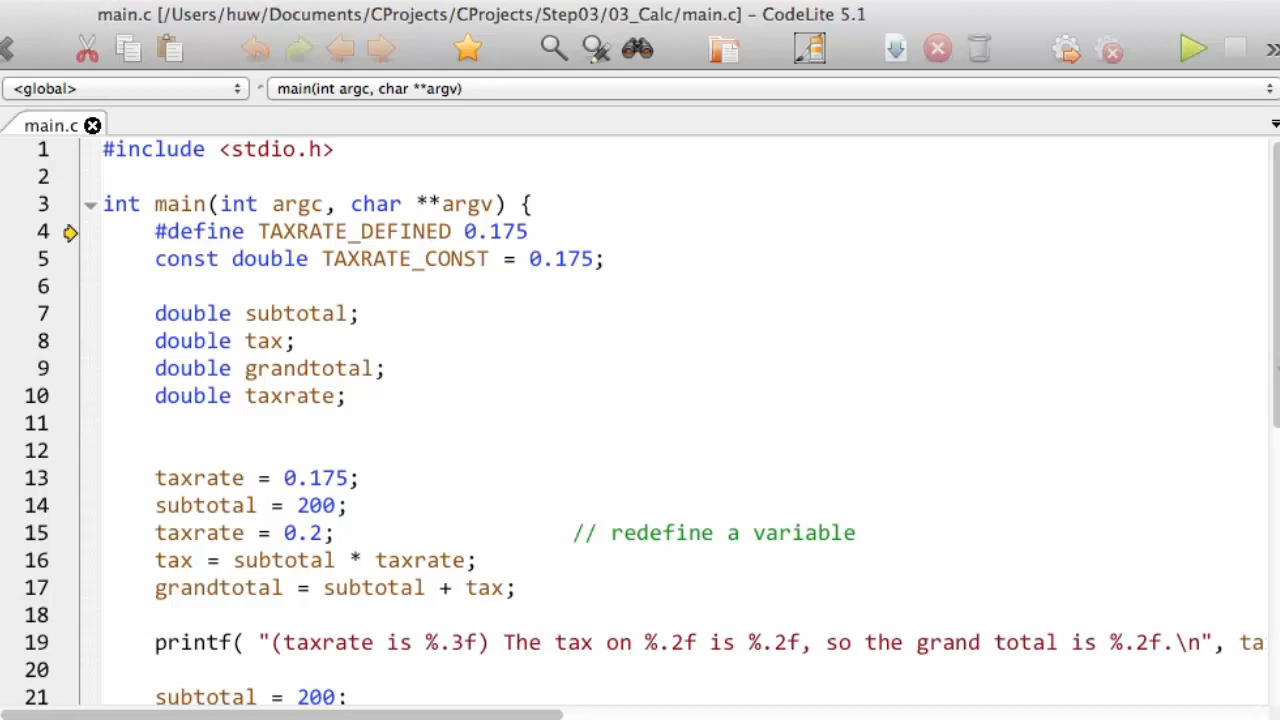 main.c [/Users/huw/Documents/CProjects/CProjects/Step03/03_Calc/main.c] – CodeLite 5.1
<global> main(int argc, char **argv)
main.c
1 #include <stdio.h>
2
3 int main(int argc, char **argv) {
4 #define TAXRATE_DEFINED 0.175
5 const double TAXRATE_CONST = 0.175;
6
7 double subtotal;
8 double tax;
9 double grandtotal;
10 double taxrate;
11
12
13 taxrate = 0.175;
14 subtotal = 200;
15 taxrate = 0.2; // redefine a variable
16 tax = subtotal * taxrate;
17 grandtotal = subtotal + tax;
18
19 printf( "(taxrate is %.3f) The tax on %.2f is %.2f, so the grand total is %.2f.\n", ta
20
21 subtotal = 200;